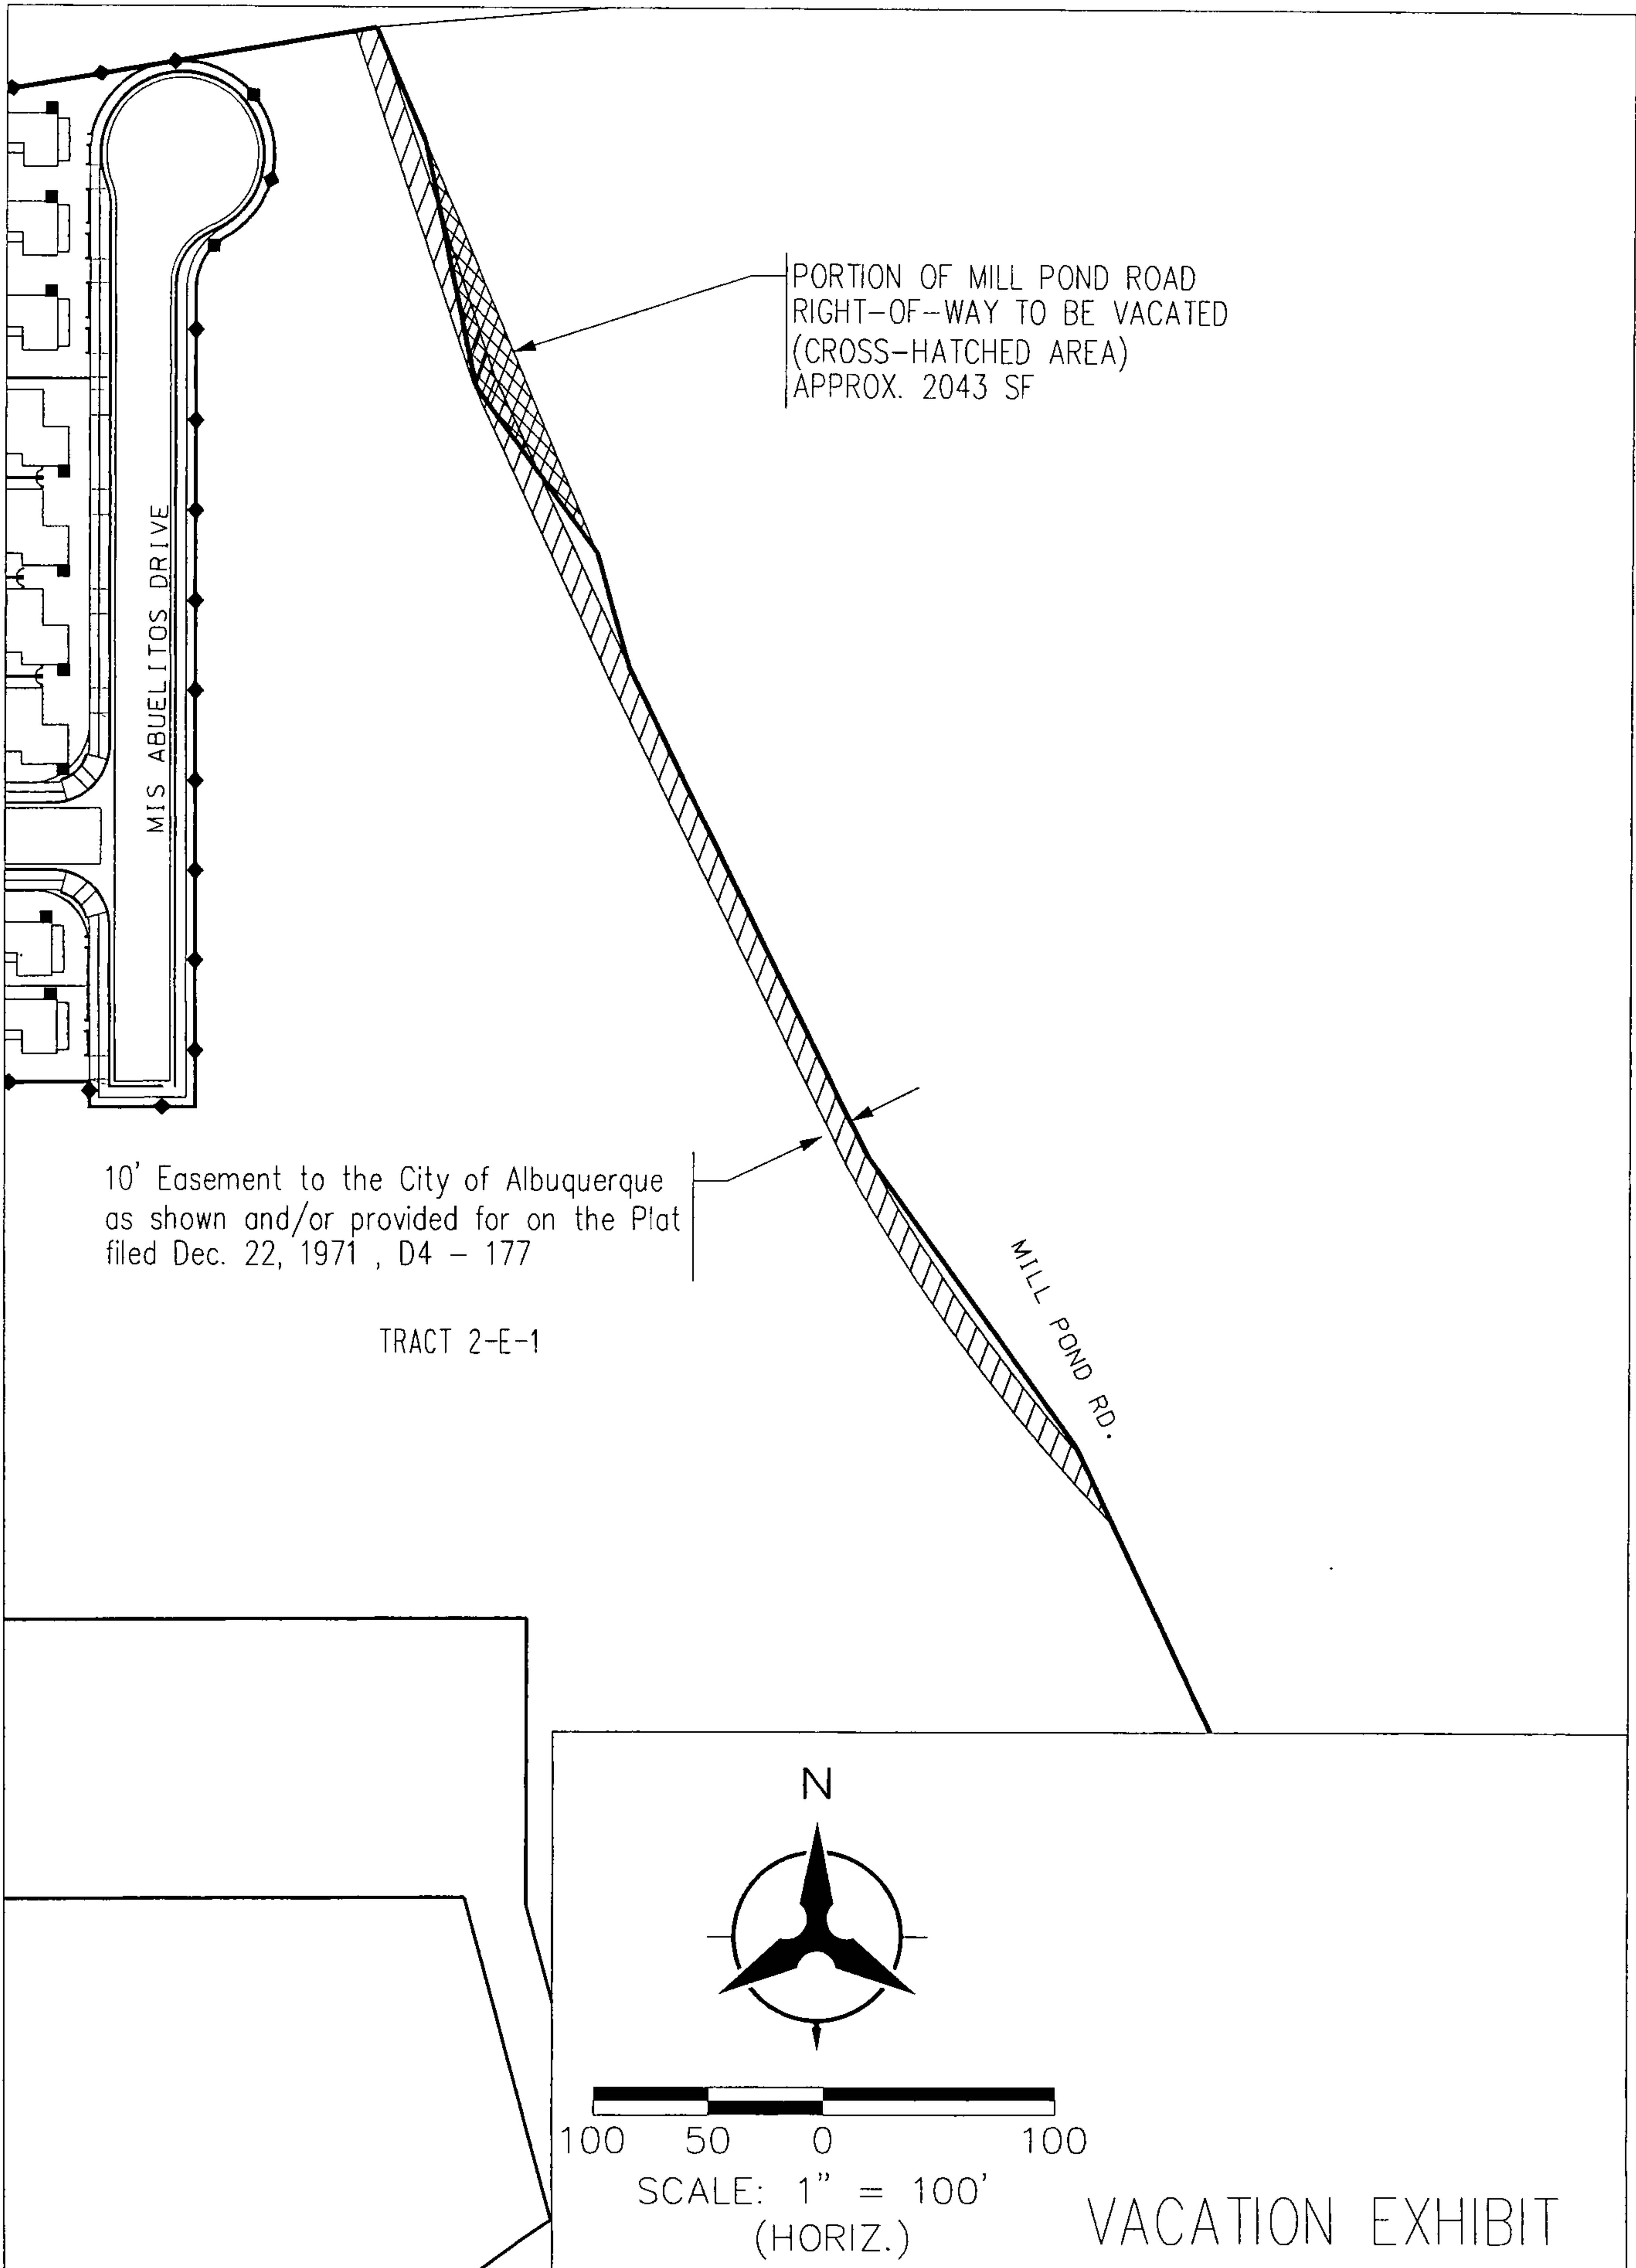 PORTION OF MILL POND ROAD
RIGHT-OF-WAY TO BE VACATED
(CROSS-HATCHED AREA)
APPROX. 2043 SF
MIS ABUELITOS DRIVE
10' Easement to the City of Albuquerque
as shown and/or provided for on the Plat
filed Dec. 22, 1971 , D4 - 177
MILL POND RD.
TRACT 2-E-1
N
100 50 0 100
SCALE: 1" = 100'
(HORIZ.)
VACATION EXHIBIT